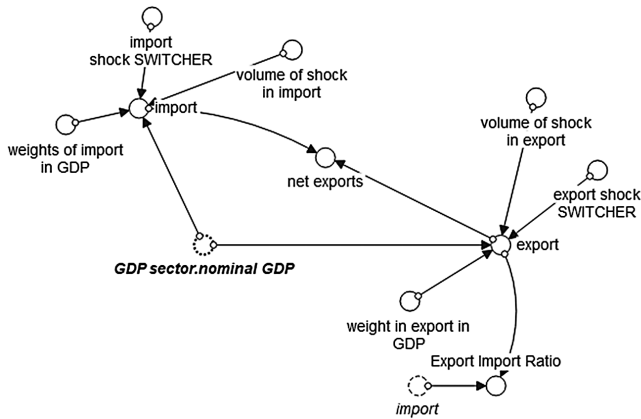 import
shock SWITCHER
volume of shock
in import
import
weights of import
in GDP
volume of shock
in export
net exports
export shock
SWITCHER
export
GDP sector.nominal GDP
weight in export in
GDP
Export Import Ratio
import